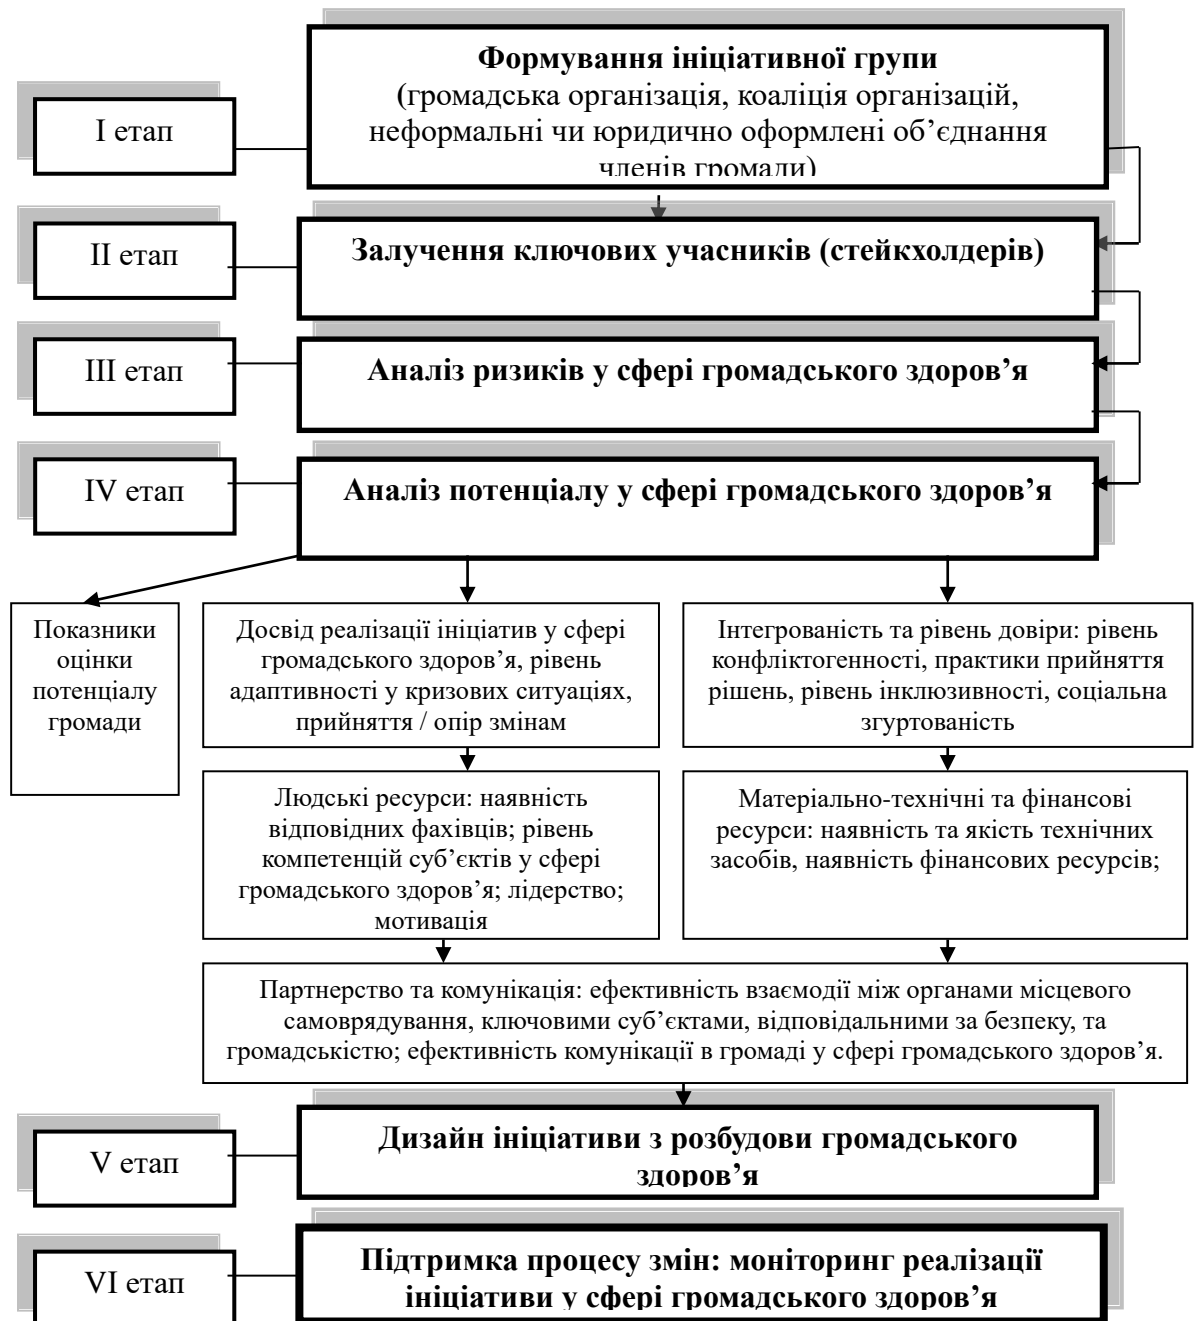 І етап
Формування ініціативної групи
(громадська організація, коаліція організацій,
неформальні чи юридично оформлені об’єднання
членів громади)
ІІ етап
Залучення ключових учасників (стейкхолдерів)
ІІІ етап
Аналіз ризиків у сфері громадського здоров’я
IV етап
Аналіз потенціалу у сфері громадського здоров’я
Показники
оцінки
потенціалу
громади
Досвід реалізації ініціатив у сфері
громадського здоров’я, рівень
адаптивності у кризових ситуаціях,
прийняття / опір змінам
Інтегрованість та рівень довіри: рівень
конфліктогенності, практики прийняття
рішень, рівень інклюзивності, соціальна
згуртованість
Людські ресурси: наявність
відповідних фахівців; рівень
компетенцій суб’єктів у сфері
громадського здоров’я; лідерство;
мотивація
Матеріально-технічні та фінансові
ресурси: наявність та якість технічних
засобів, наявність фінансових ресурсів;
Партнерство та комунікація: ефективність взаємодії між органами місцевого
самоврядування, ключовими суб’єктами, відповідальними за безпеку, та
громадськістю; ефективність комунікації в громаді у сфері громадського здоров’я.
V етап
Дизайн ініціативи з розбудови громадського
здоров’я
VI етап
Підтримка процесу змін: моніторинг реалізації
ініціативи у сфері громадського здоров’я